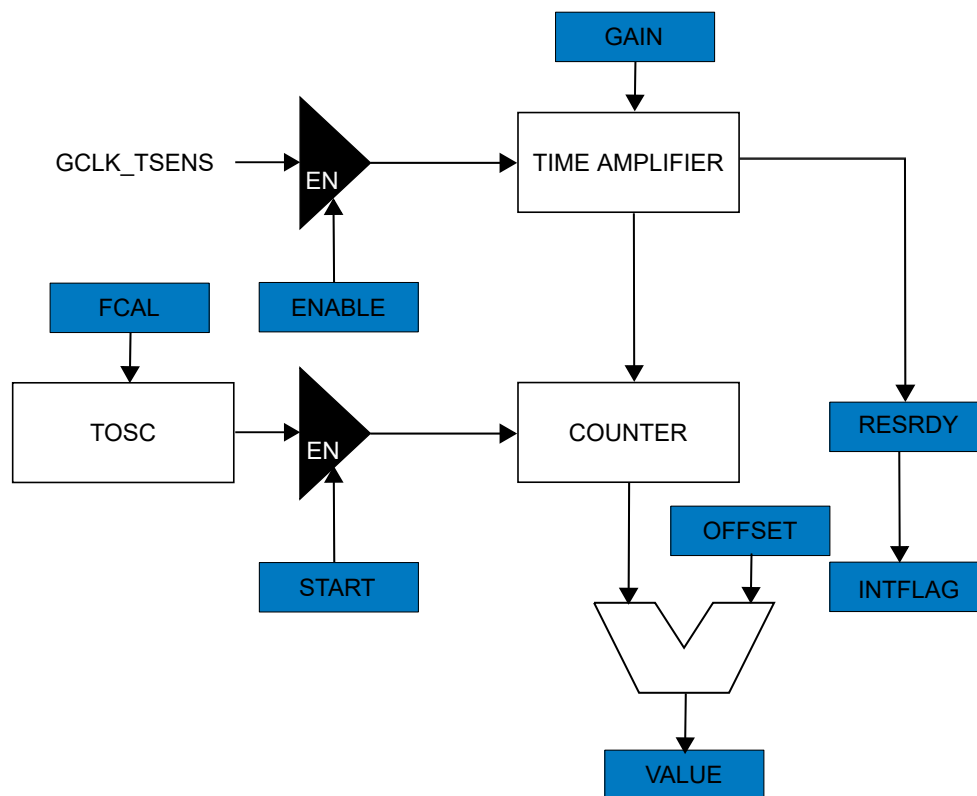 GAIN
GCLK_TSENS
EN
TIME AMPLIFIER
FCAL
ENABLE
TOSC
EN
COUNTER
RESRDY
OFFSET
START
INTFLAG
VALUE